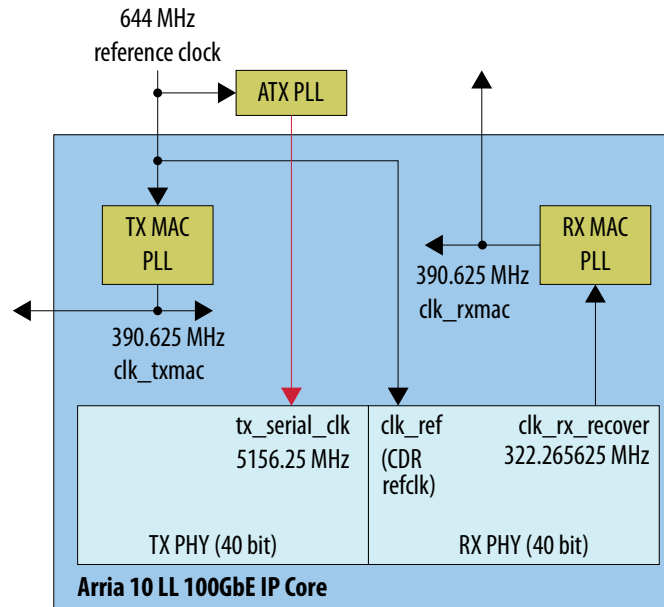 644 MHz
reference clock
ATX PLL
TX MAC
PLL
RX MAC
PLL
390.625 MHz
clk_rxmac
390.625 MHz
clk_txmac
tx_serial_clk
5156.25 MHz
clk_ref
(CDR
refclk)
clk_rx_recover
322.265625 MHz
TX PHY (40 bit)
RX PHY (40 bit)
Arria 10 LL 100GbE IP Core